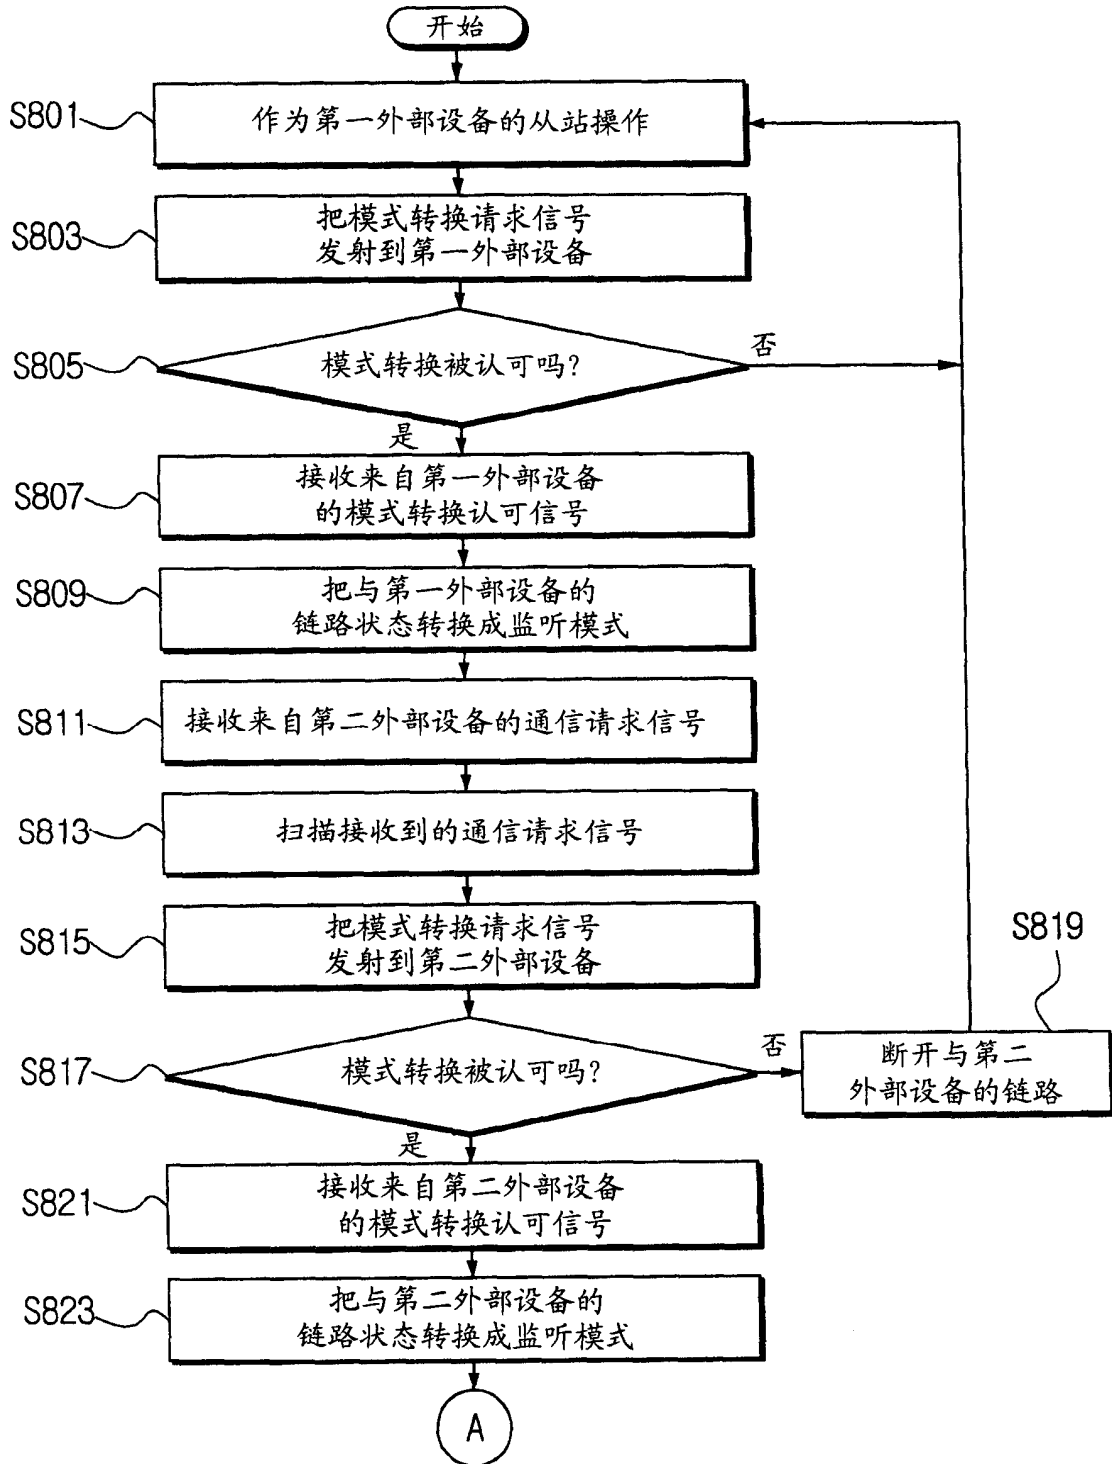 开始
S801
作为第一外部设备的从站操作
S803
把模式转换请求信号
发射到第一外部设备
S805
模式转换被认可吗?
否
是
S807
接收来自第一外部设备
的模式转换认可信号
S809
把与第一外部设备的
链路状态转换成监听模式
S811
接收来自第二外部设备的通信请求信号
S813
扫描接收到的通信请求信号
S815
把模式转换请求信号
发射到第二外部设备
S817
模式转换被认可吗?
否
S819
断开与第二
外部设备的链路
是
S821
接收来自第二外部设备
的模式转换认可信号
S823
把与第二外部设备的
链路状态转换成监听模式
A